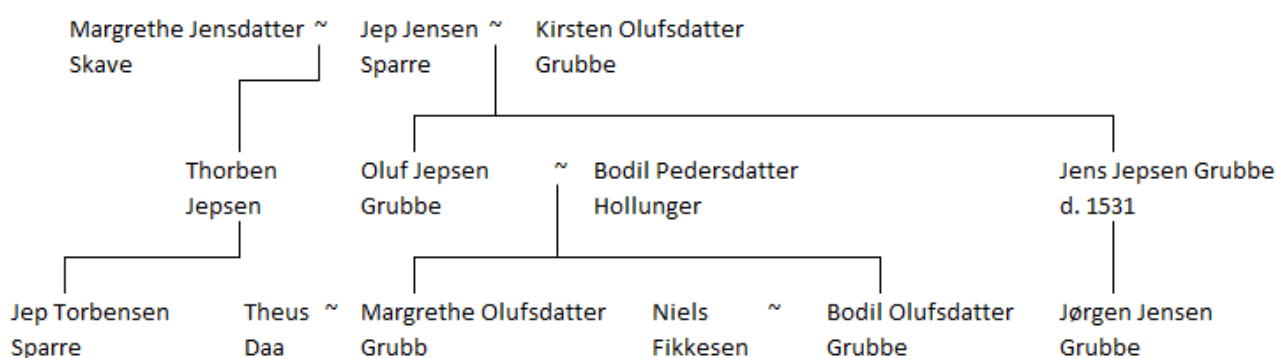 Margrethe Jensdatter ~ Jep Jensen ~ Kirsten Olufsdatter
Skave Sparre Grubbe
Thorben Oluf Jepsen ~ Bodil Pedersdatter Jens Jepsen Grubbe
Jepsen Grubbe Hollunger d. 1531
Jep Torbensen Theus ~ Margrethe Olufsdatter Niels ~ Bodil Olufsdatter Jørgen Jensen
Sparre Daa Grubb Fikkesen Grubbe Grubbe